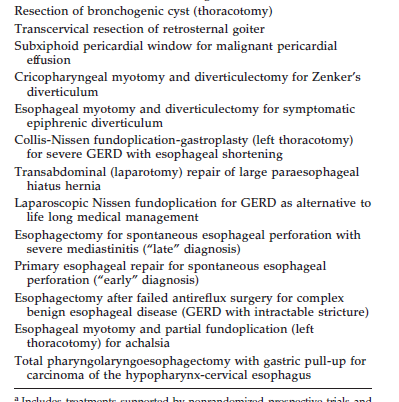 Resection of bronchogenic cyst (thoracotomy)
Transcervical resection of retrosternal goiter
Subxiphoid pericardial window for malignant pericardial
effusion
Cricopharyngeal myotomy and diverticulectomy for Zenker's
diverticulum
Esophageal myotomy and diverticulectomy for symptomatic
epiphrenic diverticulum
Collis-Nissen fundoplication-gastroplasty (left thoracotomy)
for severe GERD with esophageal shortening
Transabdominal (laparotomy) repair of large paraesophageal
hiatus hernia
Laparoscopic Nissen fundoplication for GERD as alternative to
life long medical management
Esophagectomy for spontaneous esophageal perforation with
severe mediastinitis ("late" diagnosis)
Primary esophageal repair for spontaneous esophageal
perforation ("early" diagnosis)
Esophagectomy after failed antireflux surgery for complex
benign esophageal disease (GERD with intractable stricture)
Esophageal myotomy and partial fundoplication (left
thoracotomy) for achalsia
Total pharyngolaryngoesophagectomy with gastric pull-up for
carcinoma of the hypopharynx-cervical esophagus
a Includes treatments supported by nonrandomized prospective trials and